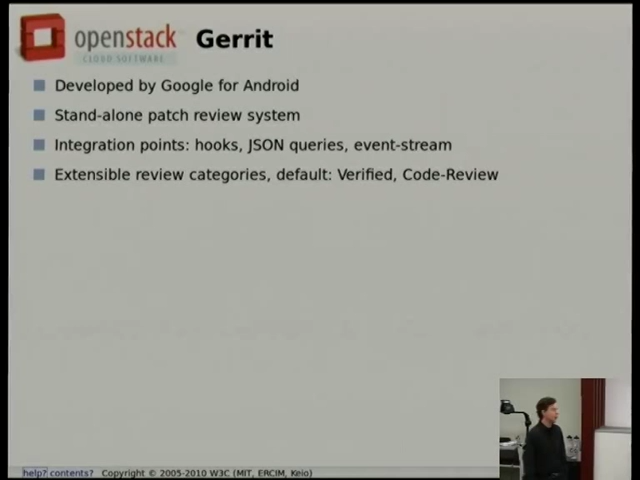 openstack
CLOUD SOFTWARE
Gerrit
Developed by Google for Android
Stand-alone patch review system
Integration points: hooks, JSON queries, event-stream
Extensible review categories, default: Verified, Code-Review
help? contents? Copyright © 2005-2010 W3C (MIT, ERCIM, Keio)